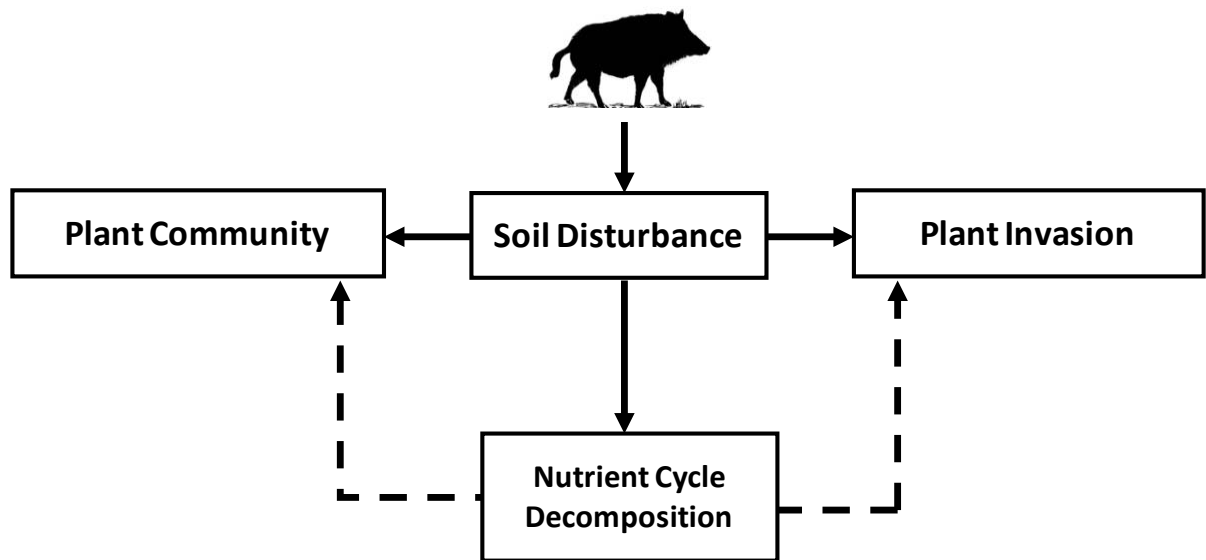 Plant Community
Soil Disturbance
Plant Invasion
Nutrient Cycle
Decomposition